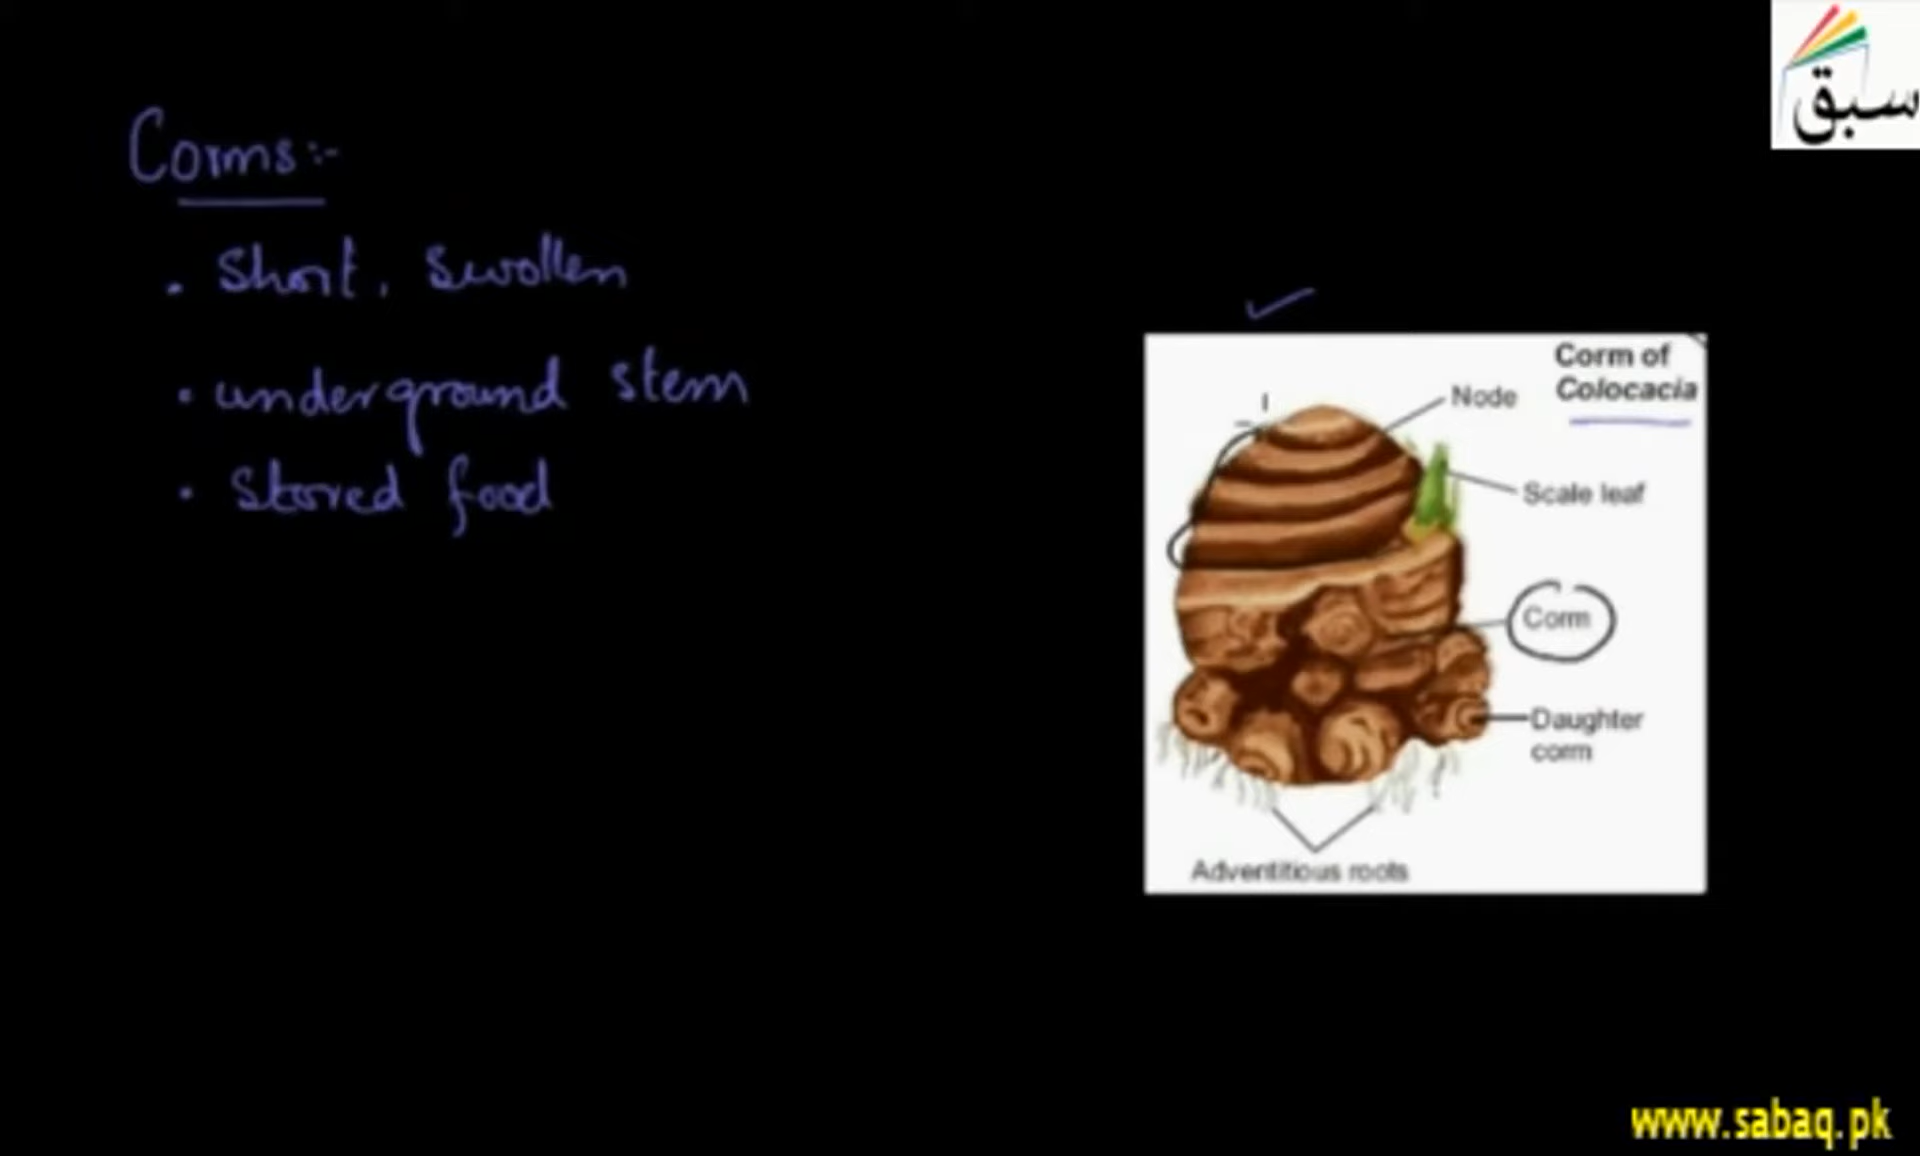 سبق
Corms:-
. Short, Swollen
. underground stem
. Stored food
Corm of
Colocacia
Node
Scale leaf
Corm
Daughter
corm
Adventitious roots
www.sabaq.pk